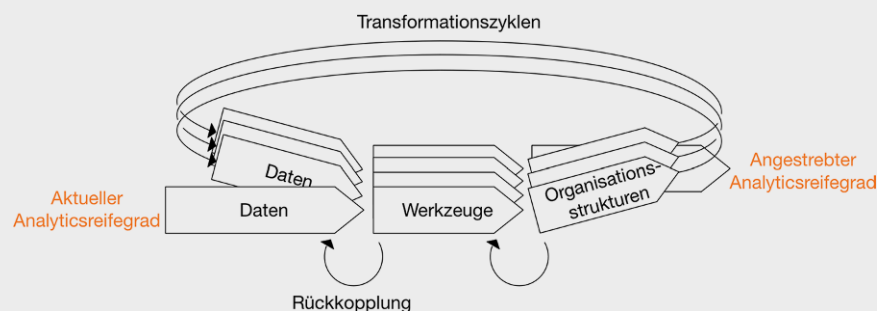 Transformationszyklen
Daten
Aktueller
Analyticsreifegrad
Daten
Werkzeuge
Organisations-
strukturen
Angestrebter
Analyticsreifegrad
Rückkopplung